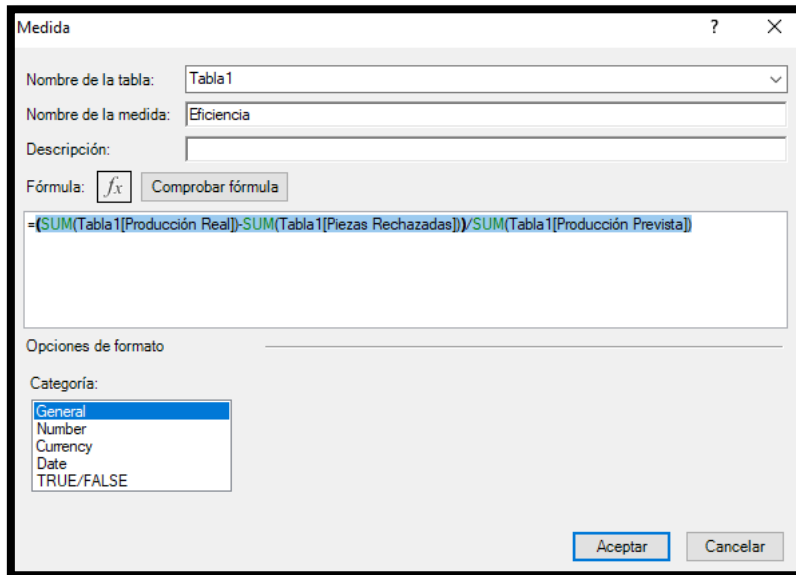 Medida ?
Nombre de la tabla: Tabla1
Nombre de la medida: Eficiencia
Descripción:
Fórmula: fx Comprobar fórmula
=(SUM(Tabla1[Producción Real])-SUM(Tabla1[Piezas Rechazadas]))/SUM(Tabla1[Producción Prevista])
Opciones de formato
Categoría:
General
Number
Currency
Date
TRUE/FALSE
Aceptar Cancelar